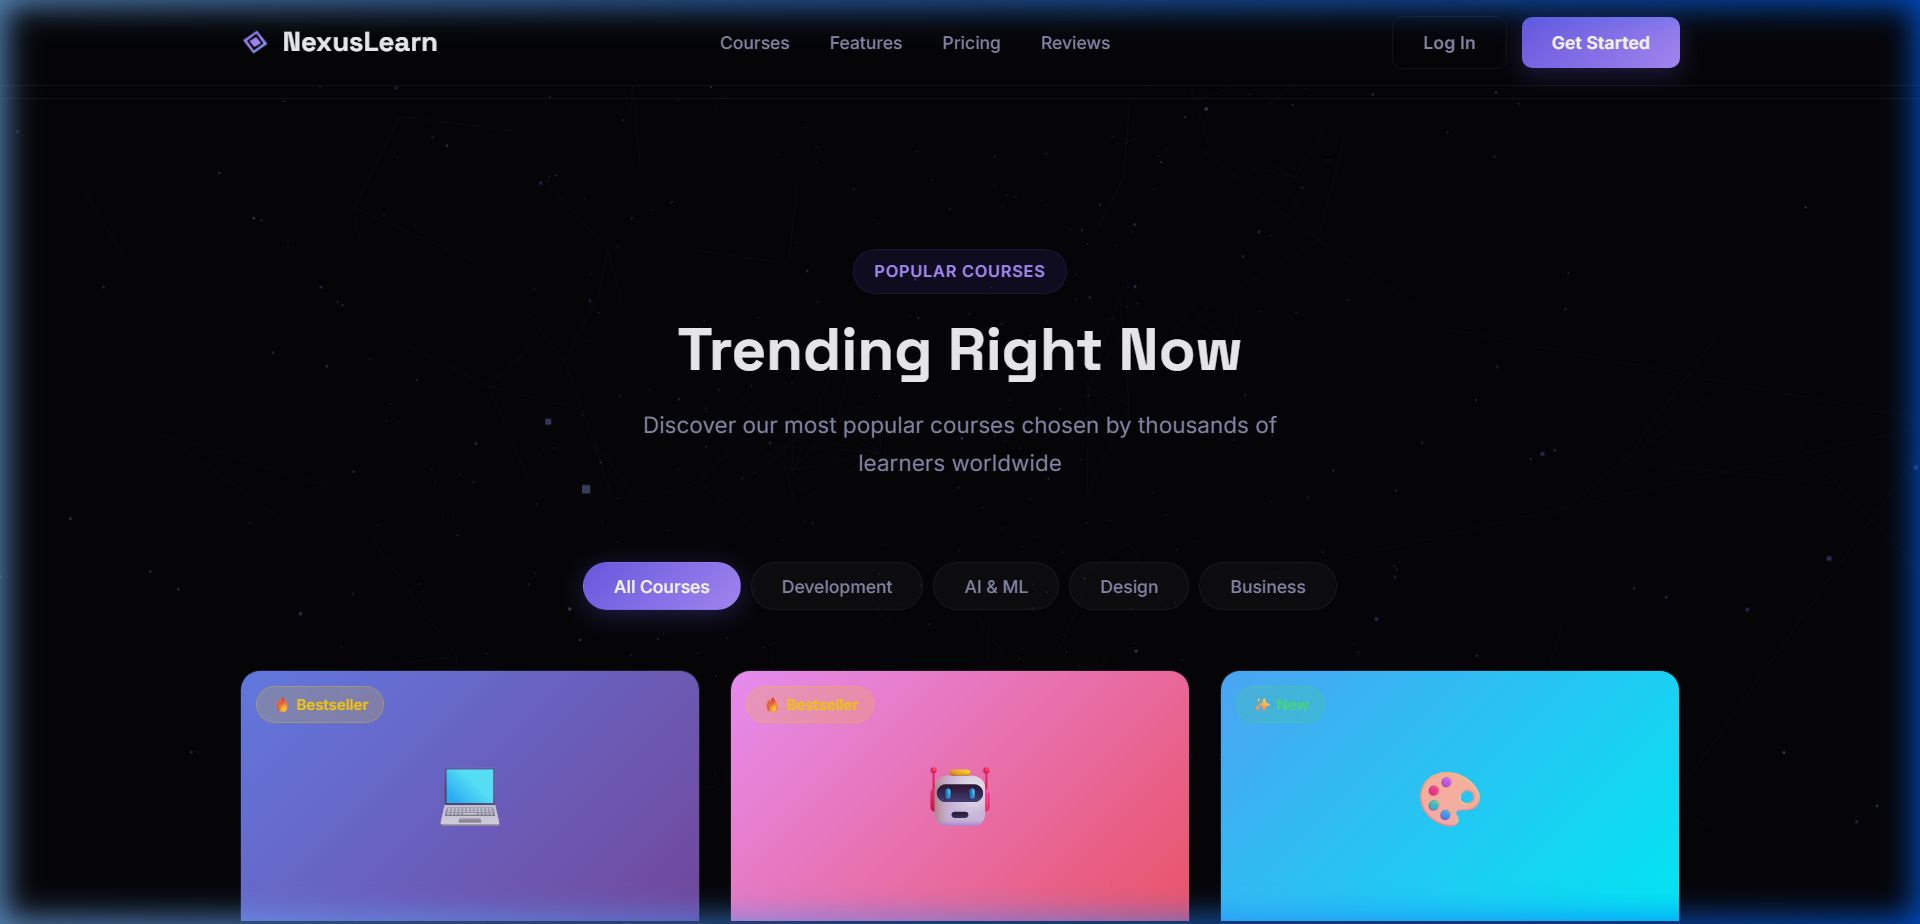 NexusLearn
Courses
Features
Pricing
Reviews
Log In
Get Started
POPULAR COURSES
Trending Right Now
Discover our most popular courses chosen by thousands of
learners worldwide
All Courses
Development
AI & ML
Design
Business
🔥 Bestseller
🔥 Bestseller
✨ New